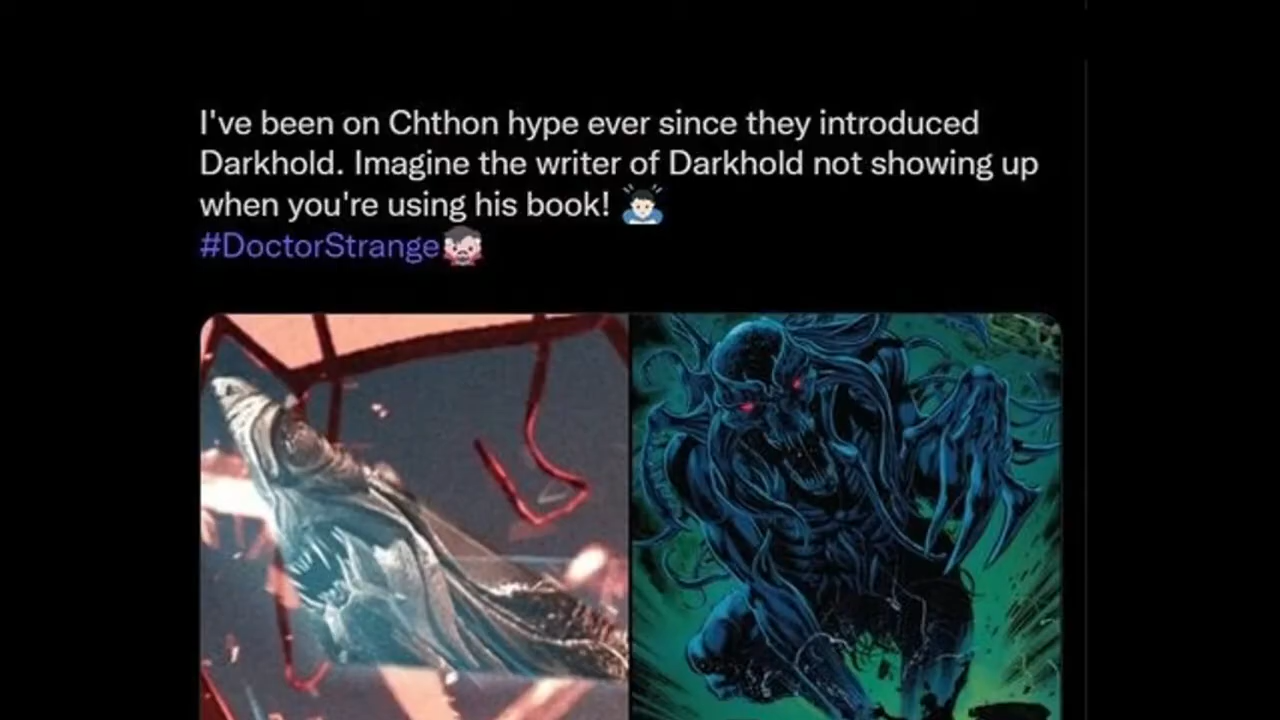 I've been on Chthon hype ever since they introduced
Darkhold. Imagine the writer of Darkhold not showing up
when you're using his book! 🙇🏻‍♂️
#DoctorStrange